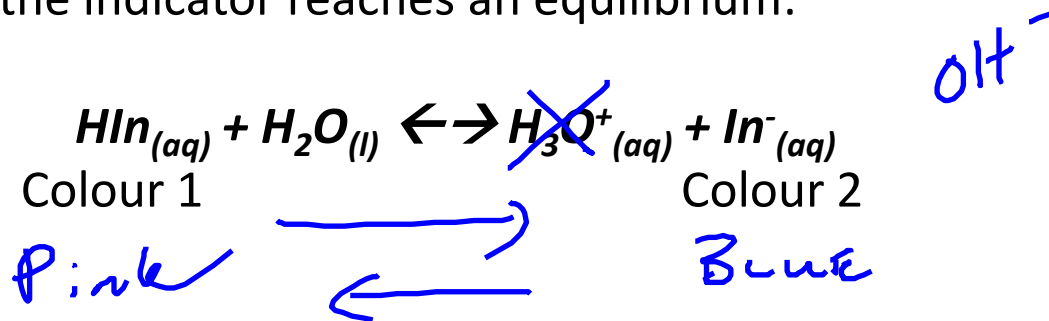 the indicator reaches an equilibrium.
OH⁻
HIn(aq) + H₂O(l) ←→ H₃O⁺(aq) + In⁻(aq)
Colour 1 Colour 2
Pink Blue